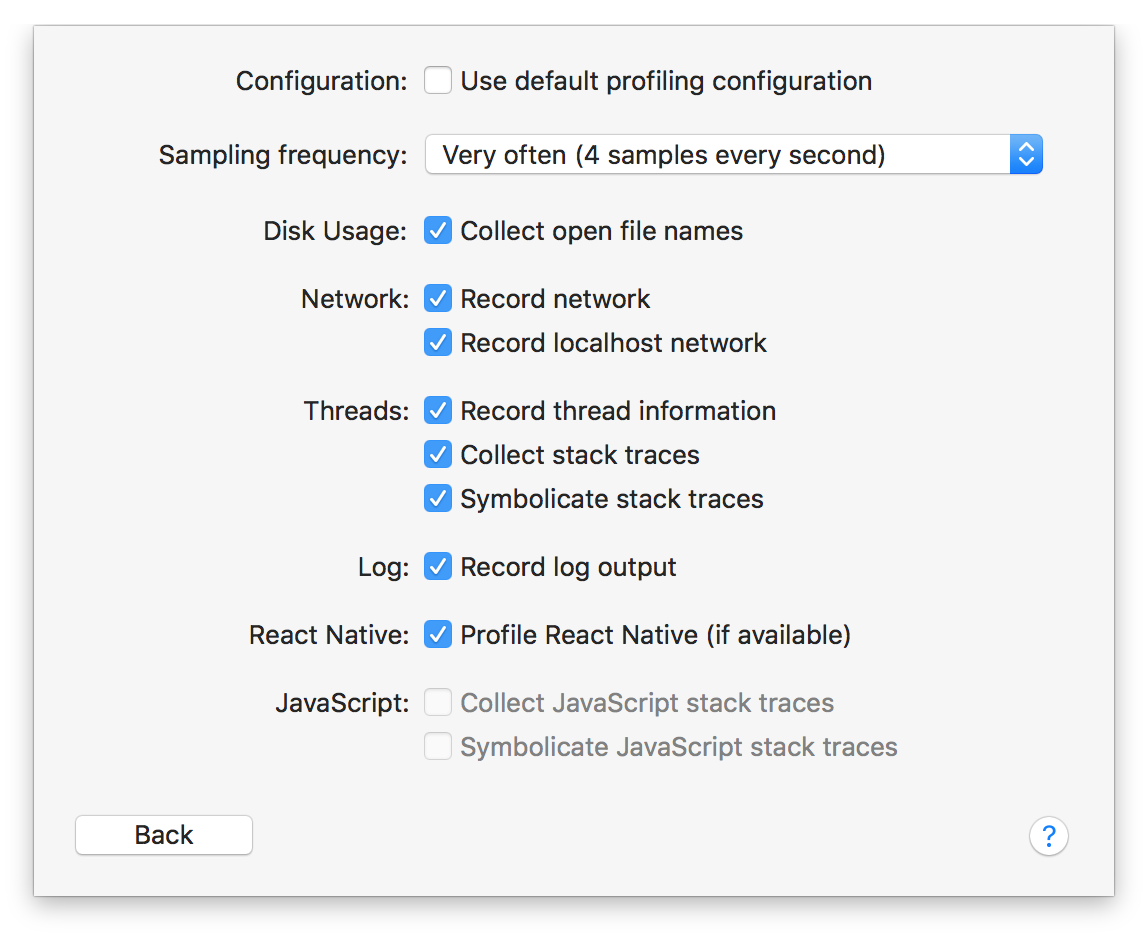 Configuration: Use default profiling configuration
Sampling frequency: Very often (4 samples every second)
Disk Usage: Collect open file names
Network: Record network
Record localhost network
Threads: Record thread information
Collect stack traces
Symbolicate stack traces
Log: Record log output
React Native: Profile React Native (if available)
JavaScript: Collect JavaScript stack traces
Symbolicate JavaScript stack traces
Back ?